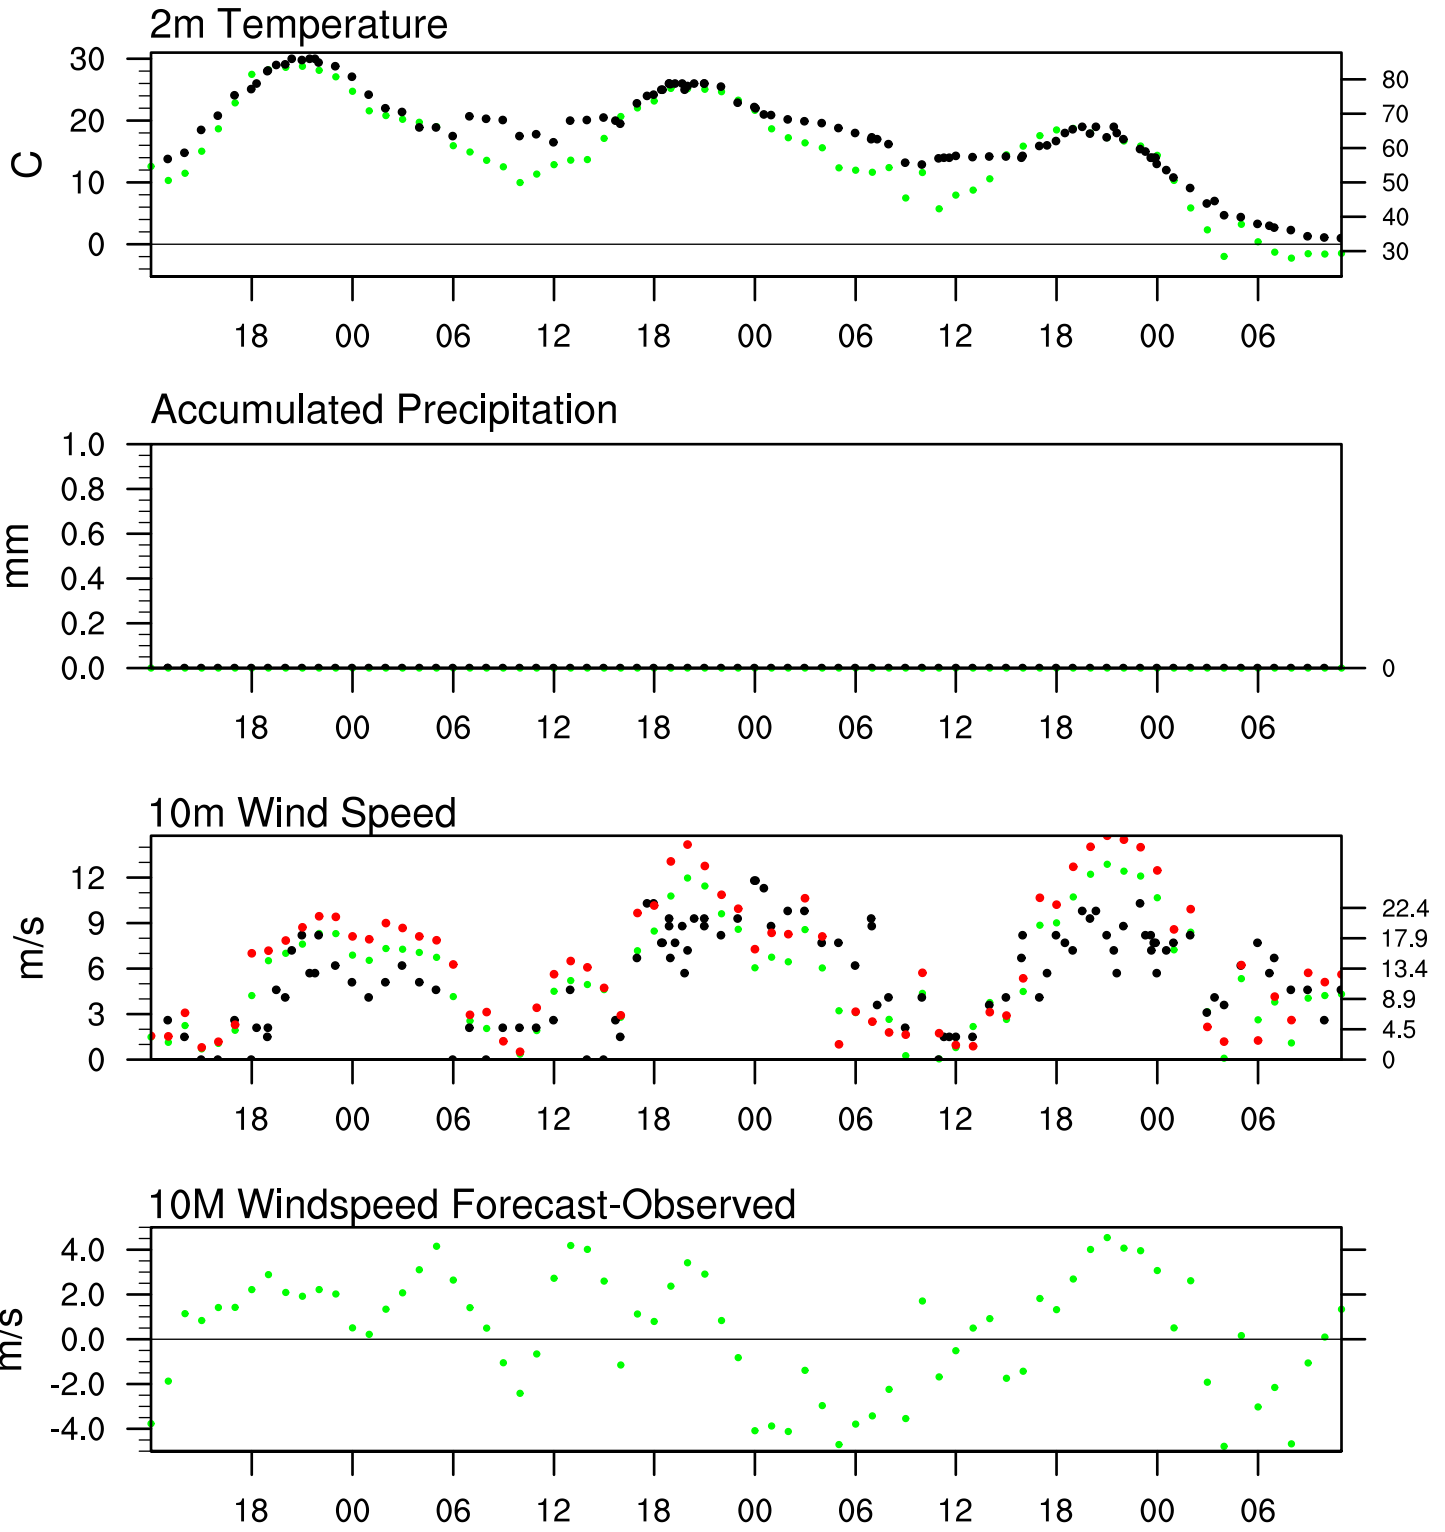 2m Temperature
30
20
10
0
C
80
70
60
50
40
30
18 00 06 12 18 00 06 12 18 00 06
Accumulated Precipitation
1.0
0.8
0.6
0.4
0.2
0.0
mm
0
18 00 06 12 18 00 06 12 18 00 06
10m Wind Speed
12
9
6
3
0
m/s
22.4
17.9
13.4
8.9
4.5
0
18 00 06 12 18 00 06 12 18 00 06
10M Windspeed Forecast-Observed
4.0
2.0
0.0
-2.0
-4.0
m/s
18 00 06 12 18 00 06 12 18 00 06